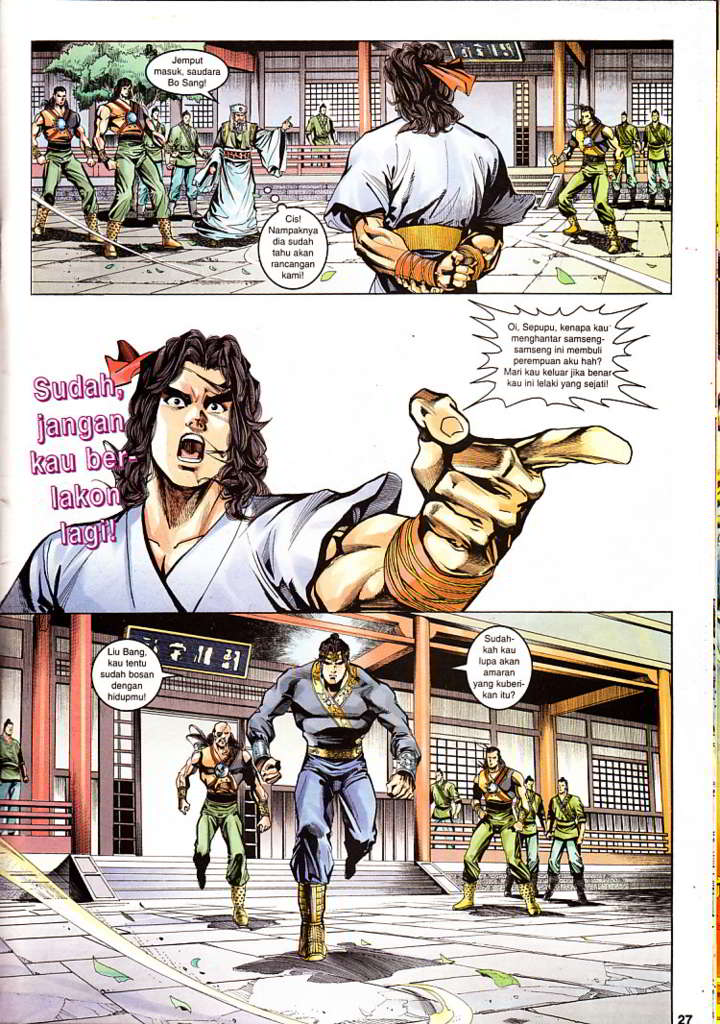 Jemput
masuk, saudara
Bo Sang!
Cis!
Nampaknya
dia sudah
tahu akan
rancangan
kami!
Oi, Sepupu, kenapa kau
menghantar samseng-
samseng ini membuli
perempuan aku hah?
Mari kau keluar jika benar
kau ini lelaki yang sejati!
Sudah,
jangan
kau ber-
lakon
lagi!
Liu Bang,
kau tentu
sudah bosan
dengan
hidupmu!
Sudah-
kah kau
lupa akan
amaran
yang kuberi-
kan itu?
27